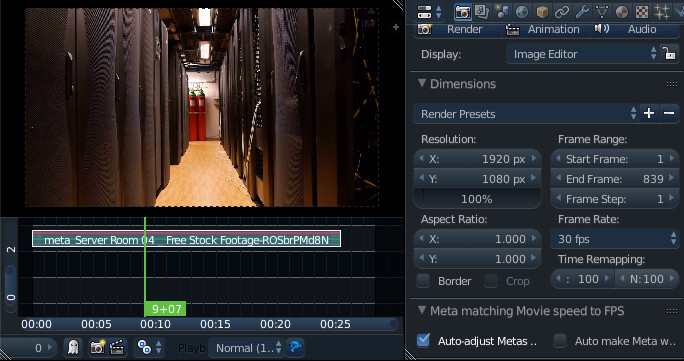 Render
Animation
Audio
Display:
Image Editor
Dimensions
Render Presets
Resolution:
X: 1920 px
Y: 1080 px
100%
Aspect Ratio:
X: 1.000
Y: 1.000
Border
Crop
Frame Range:
Start Frame: 1
End Frame: 839
Frame Step: 1
Frame Rate:
30 fps
Time Remapping:
: 100
N: 100
Meta matching Movie speed to FPS
Auto-adjust Metas ..
Auto make Meta w..
2
0
meta Server Room 04 Free Stock Footage-ROSbrPMd8N
9+07
00:00 00:05 00:10 00:15 00:20 00:25
0
Playb
Normal (1..